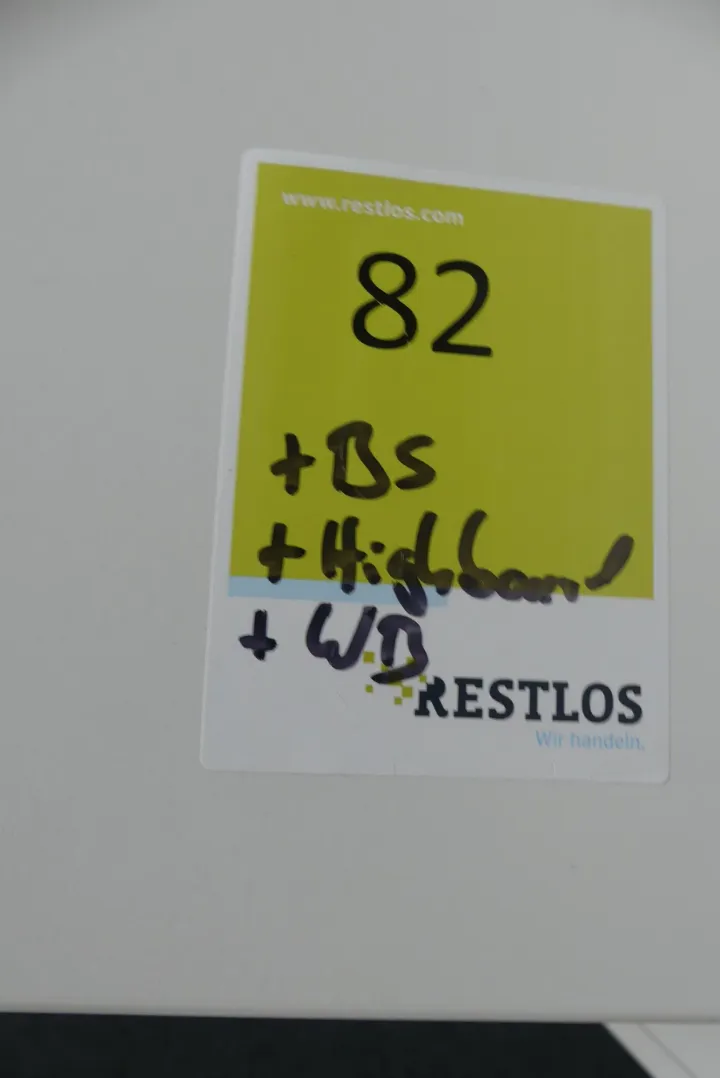 www.restlos.com
82
+ BS
+ Highboard
+ WB
RESTLOS
Wir handeln.